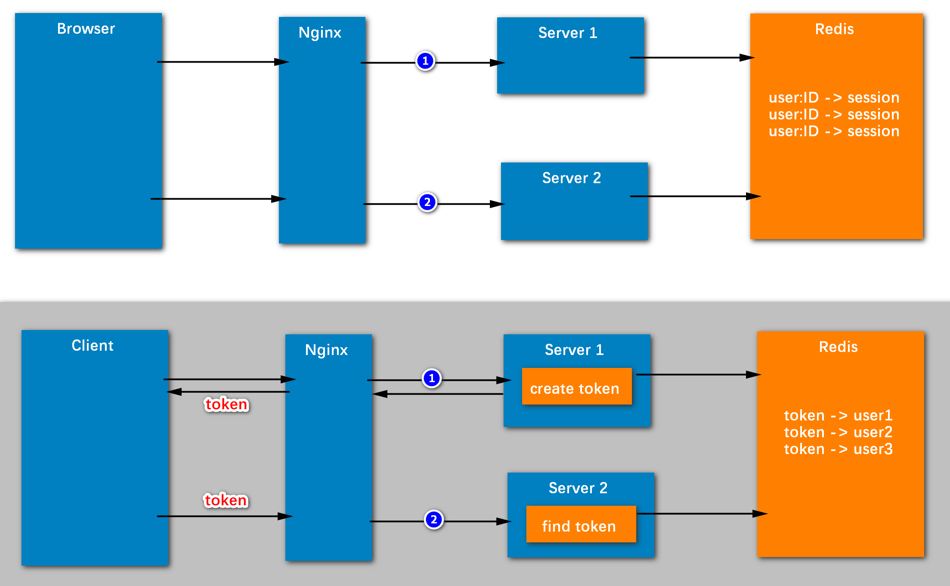 Browser
Nginx
Server 1
Redis
1
user:ID -> session
user:ID -> session
user:ID -> session
Server 2
2
Client
Nginx
Server 1
Redis
1
create token
token
token -> user1
token -> user2
token -> user3
Server 2
token
2
find token